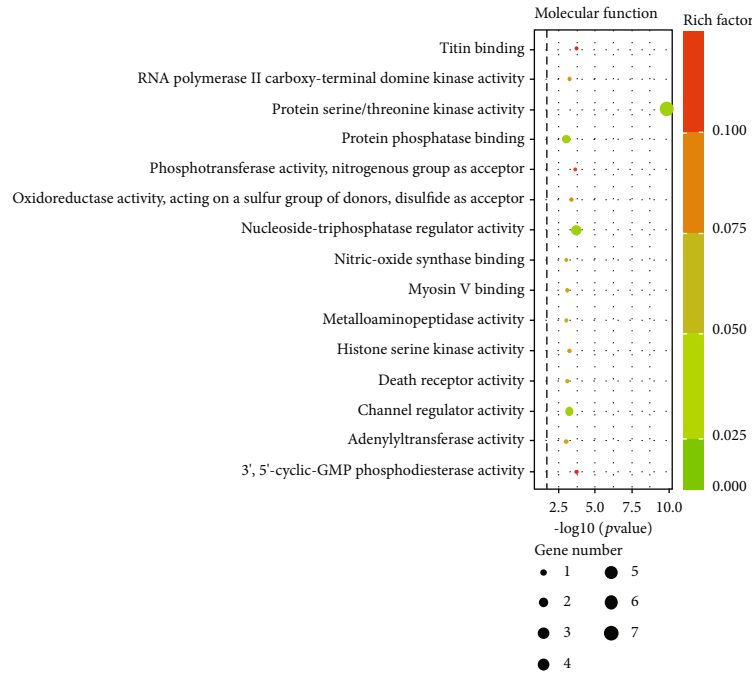 Molecular function
Rich factor
Titin binding
RNA polymerase II carboxy-terminal domine kinase activity
Protein serine/threonine kinase activity
Protein phosphatase binding
Phosphotransferase activity, nitrogenous group as acceptor
Oxidoreductase activity, acting on a sulfur group of donors, disulfide as acceptor
Nucleoside-triphosphatase regulator activity
Nitric-oxide synthase binding
Myosin V binding
Metalloaminopeptidase activity
Histone serine kinase activity
Death receptor activity
Channel regulator activity
Adenylyltransferase activity
3', 5'-cyclic-GMP phosphodiesterase activity
0.100
0.075
0.050
0.025
0.000
2.5 5.0 7.5 10.0
-log10 (pvalue)
Gene number
1 5
2 6
3 7
4